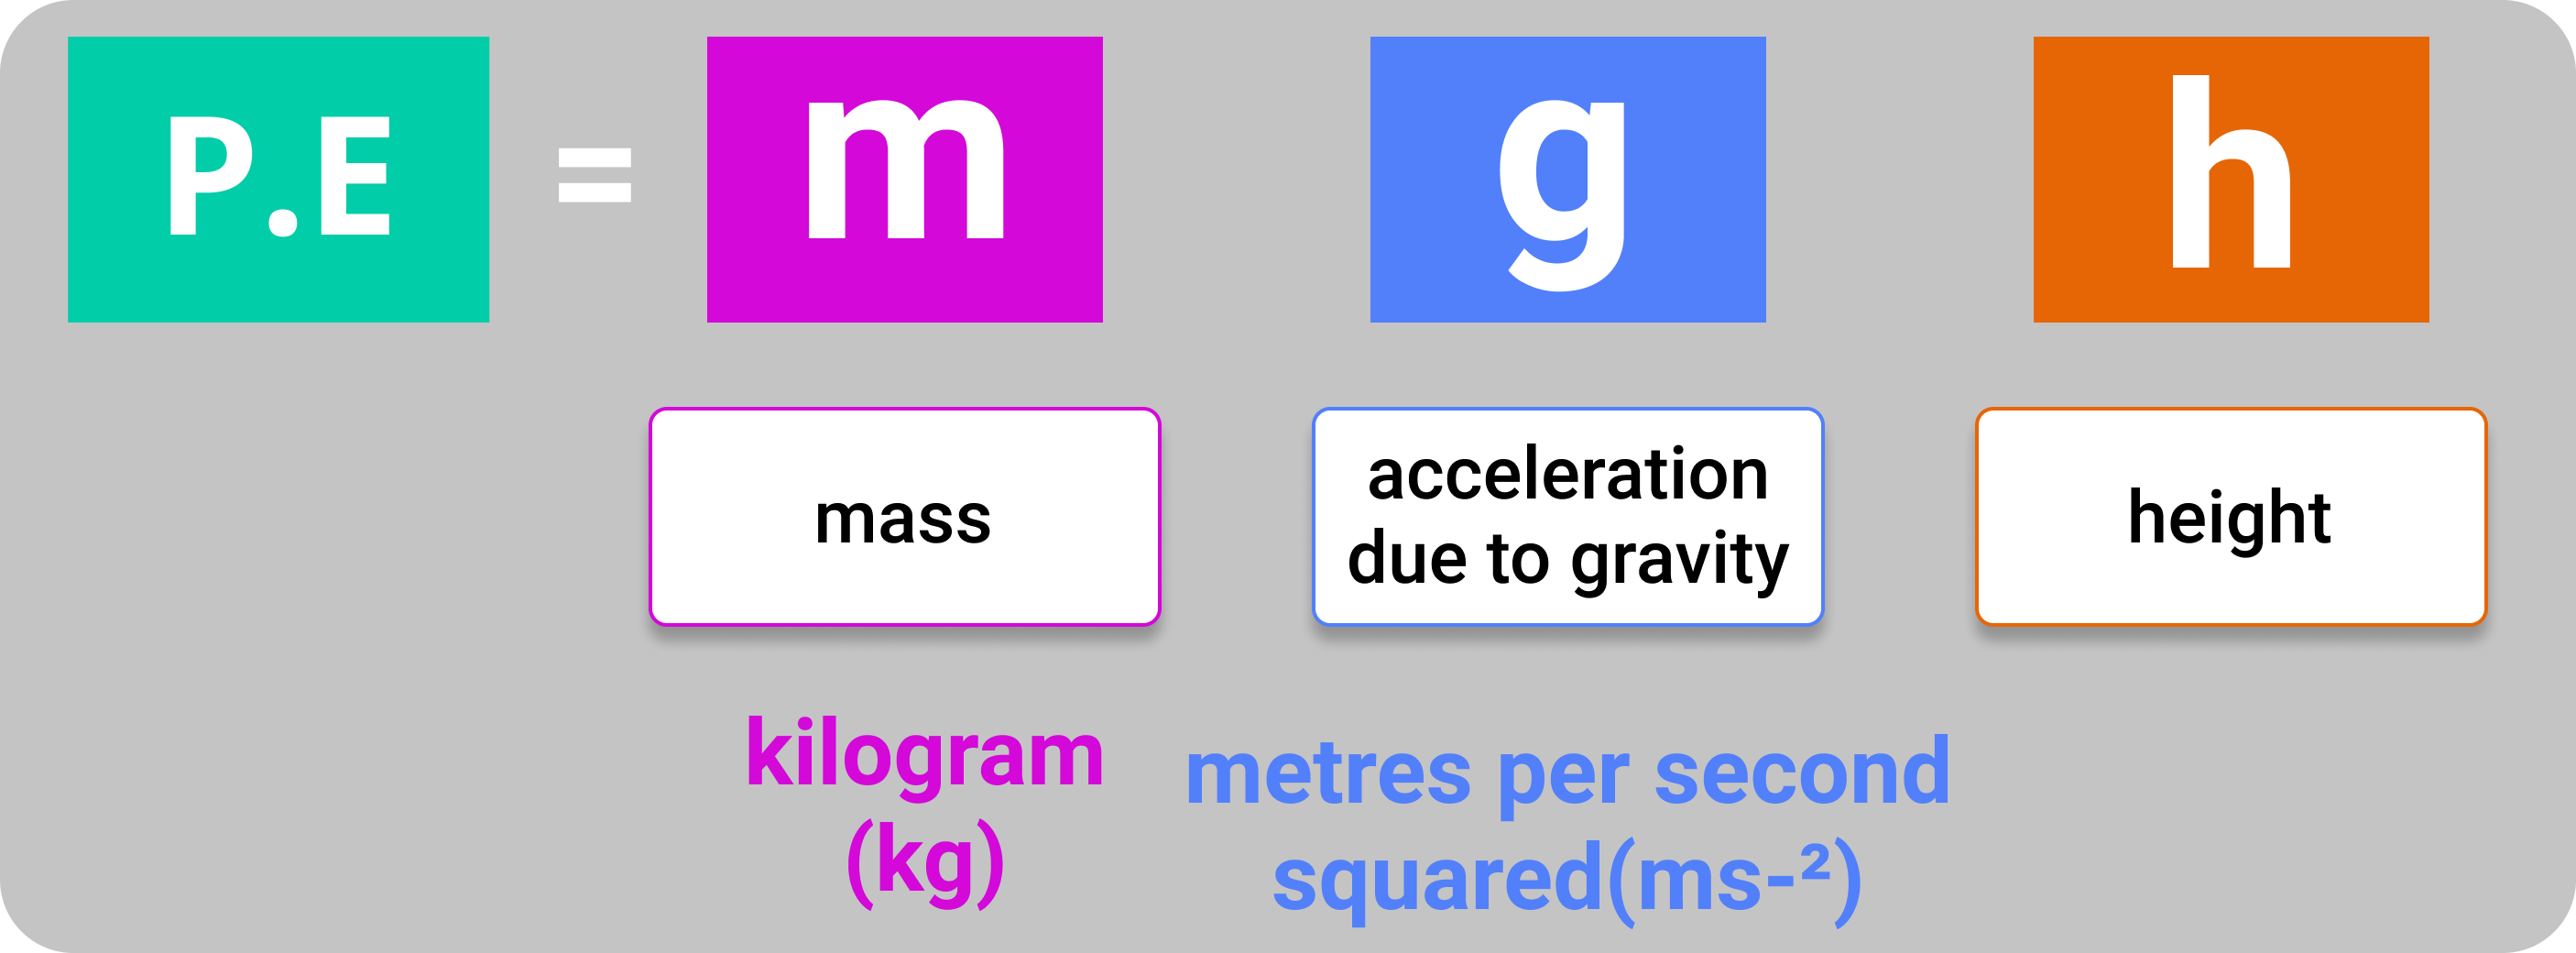 P.E = m g h
mass
acceleration
due to gravity
height
kilogram
(kg)
metres per second
squared(ms-²)